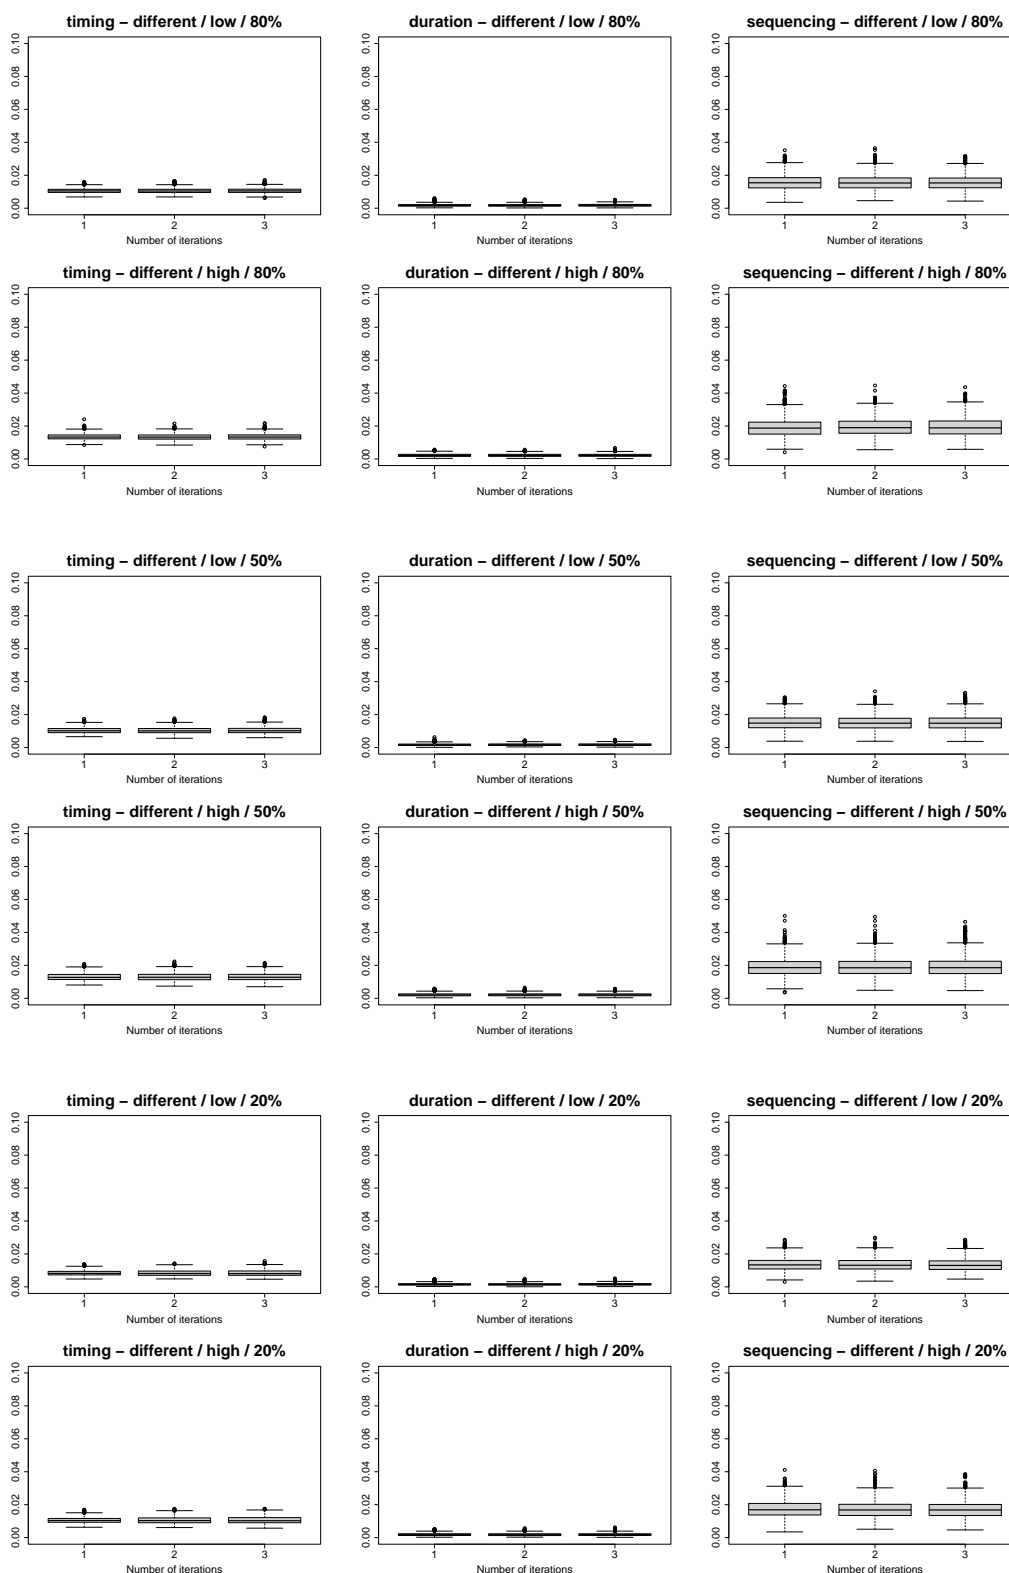 timing − different / low / 80%
duration − different / low / 80%
sequencing − different / low / 80%
0.00 0.02 0.04 0.06 0.08 0.10
0.00 0.02 0.04 0.06 0.08 0.10
0.00 0.02 0.04 0.06 0.08 0.10
1 2 3
1 2 3
1 2 3
Number of iterations
Number of iterations
Number of iterations
timing − different / high / 80%
duration − different / high / 80%
sequencing − different / high / 80%
0.00 0.02 0.04 0.06 0.08 0.10
0.00 0.02 0.04 0.06 0.08 0.10
0.00 0.02 0.04 0.06 0.08 0.10
1 2 3
1 2 3
1 2 3
Number of iterations
Number of iterations
Number of iterations
timing − different / low / 50%
duration − different / low / 50%
sequencing − different / low / 50%
0.00 0.02 0.04 0.06 0.08 0.10
0.00 0.02 0.04 0.06 0.08 0.10
0.00 0.02 0.04 0.06 0.08 0.10
1 2 3
1 2 3
1 2 3
Number of iterations
Number of iterations
Number of iterations
timing − different / high / 50%
duration − different / high / 50%
sequencing − different / high / 50%
0.00 0.02 0.04 0.06 0.08 0.10
0.00 0.02 0.04 0.06 0.08 0.10
0.00 0.02 0.04 0.06 0.08 0.10
1 2 3
1 2 3
1 2 3
Number of iterations
Number of iterations
Number of iterations
timing − different / low / 20%
duration − different / low / 20%
sequencing − different / low / 20%
0.00 0.02 0.04 0.06 0.08 0.10
0.00 0.02 0.04 0.06 0.08 0.10
0.00 0.02 0.04 0.06 0.08 0.10
1 2 3
1 2 3
1 2 3
Number of iterations
Number of iterations
Number of iterations
timing − different / high / 20%
duration − different / high / 20%
sequencing − different / high / 20%
0.00 0.02 0.04 0.06 0.08 0.10
0.00 0.02 0.04 0.06 0.08 0.10
0.00 0.02 0.04 0.06 0.08 0.10
1 2 3
1 2 3
1 2 3
Number of iterations
Number of iterations
Number of iterations